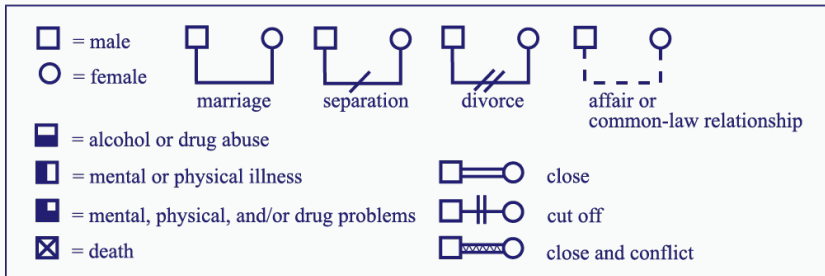 = male
= female
marriage
separation
divorce
affair or
common-law relationship
= alcohol or drug abuse
= mental or physical illness
= mental, physical, and/or drug problems
= death
close
cut off
close and conflict